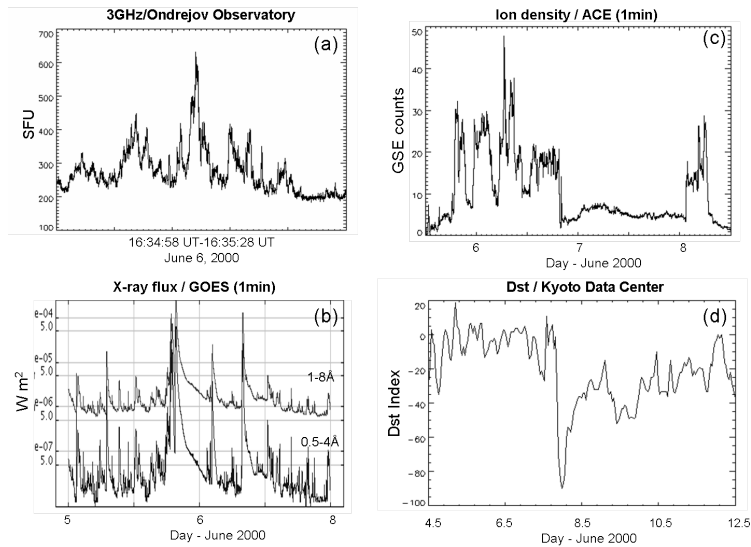 3GHz/Ondrejov Observatory
(a)
SFU
700
600
500
400
300
200
100
16:34:58 UT-16:35:28 UT
June 6, 2000
Ion density / ACE (1min)
(c)
GSE counts
50
40
30
20
10
0
6
7
8
Day - June 2000
X-ray flux / GOES (1min)
(b)
W m²
e-04
5.0
e-05
5.0
e-06
5.0
e-07
5.0
1-8Å
0.5-4Å
5
6
8
Day - June 2000
Dst / Kyoto Data Center
(d)
Dst Index
20
0
-20
-40
-60
-80
-100
4.5
6.5
8.5
10.5
12.5
Day - June 2000